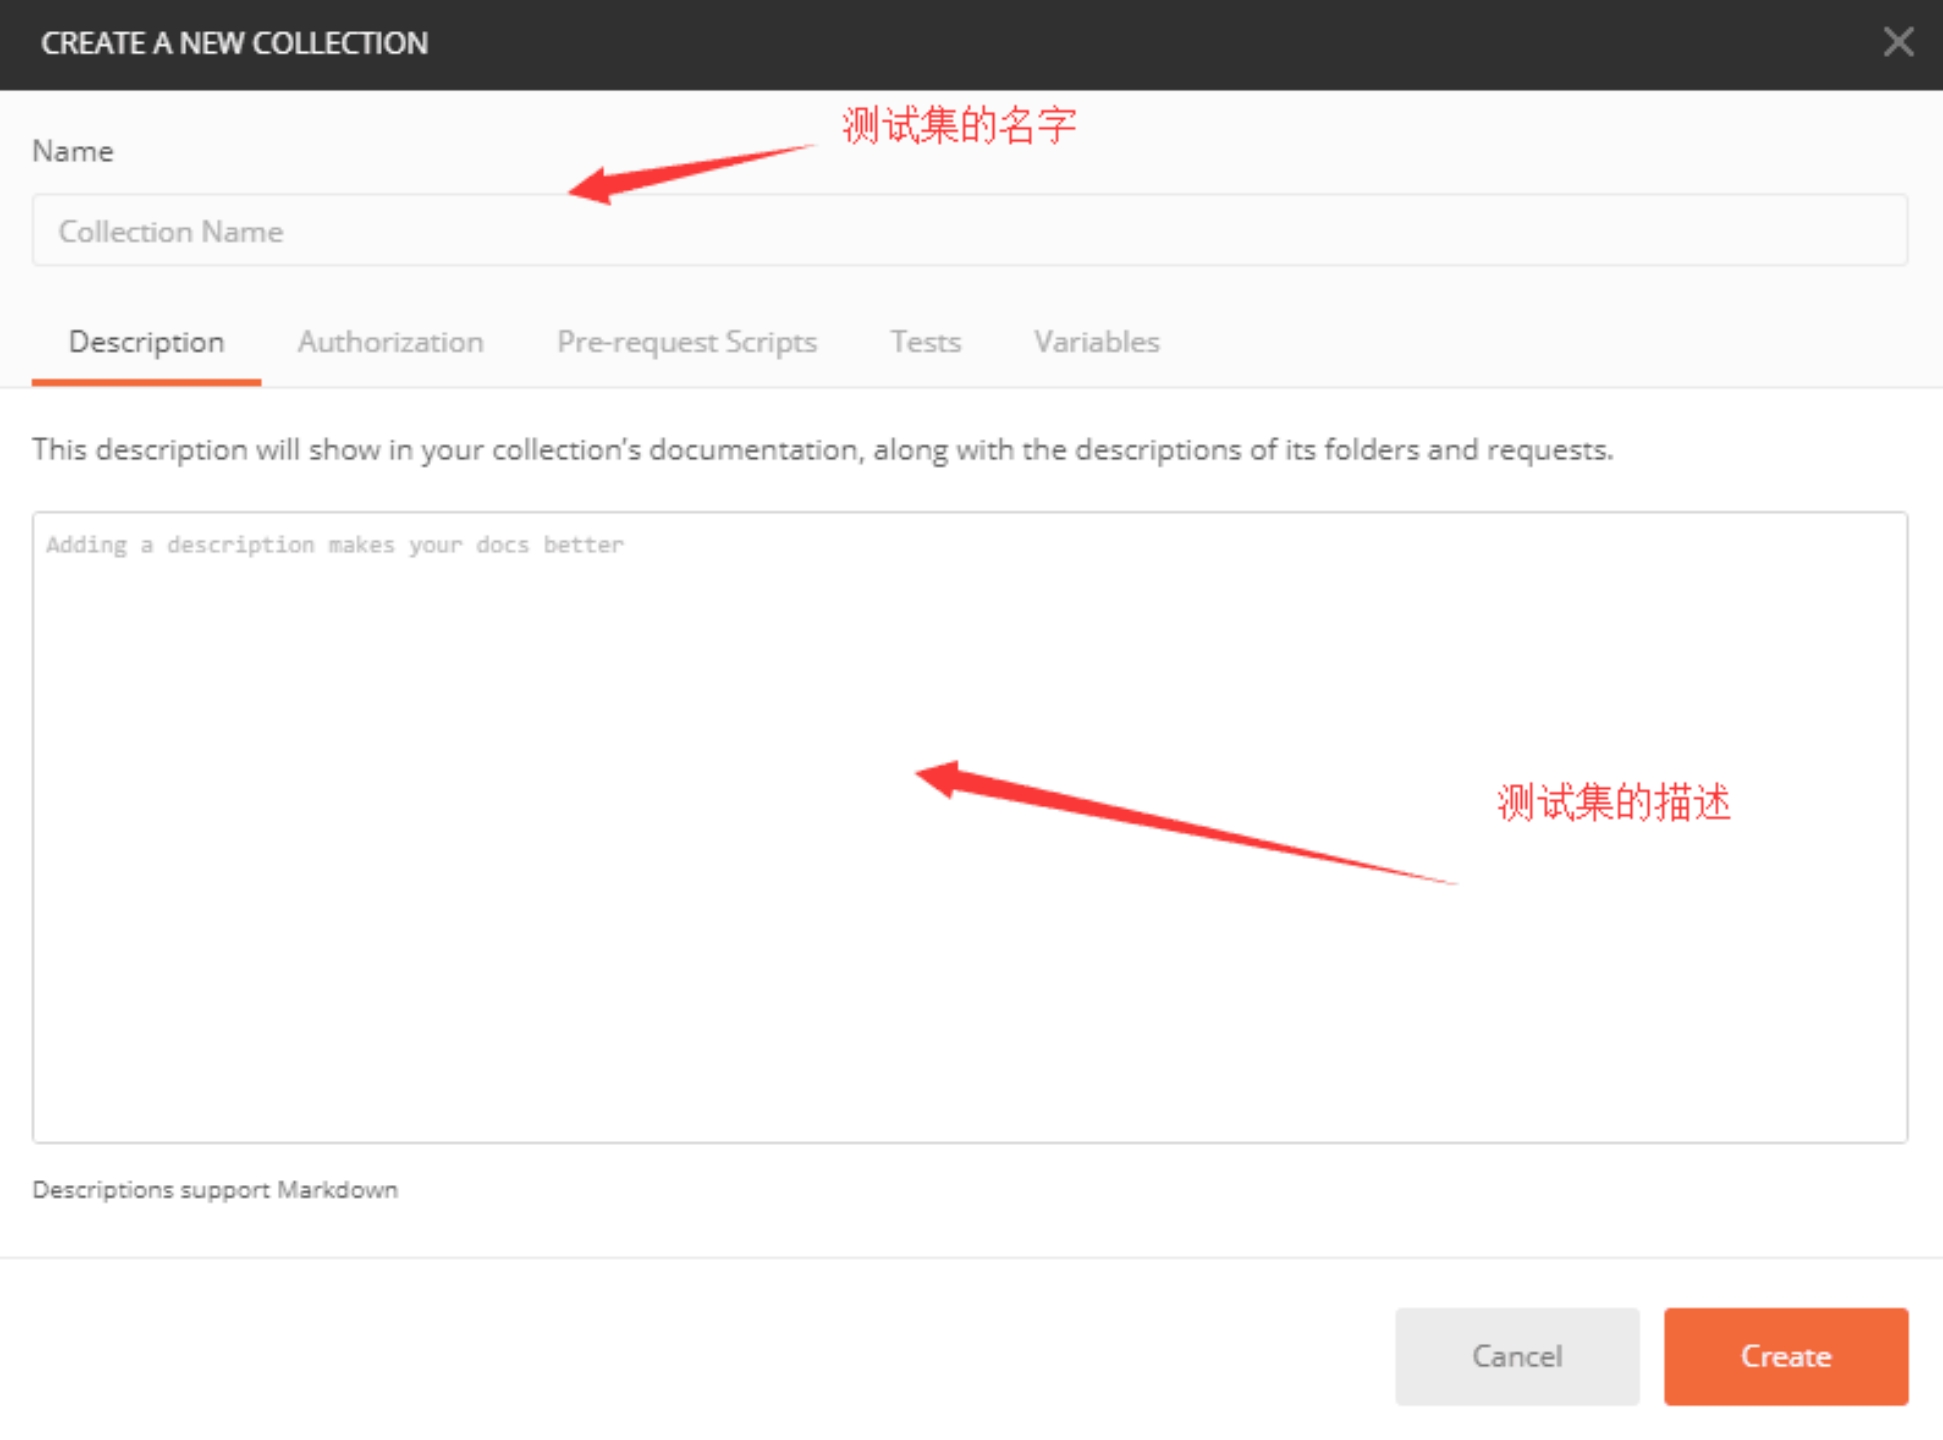 CREATE A NEW COLLECTION
测试集的名字
Name
Collection Name
Description Authorization Pre-request Scripts Tests Variables
This description will show in your collection's documentation, along with the descriptions of its folders and requests.
Adding a description makes your docs better
测试集的描述
Descriptions support Markdown
Cancel Create